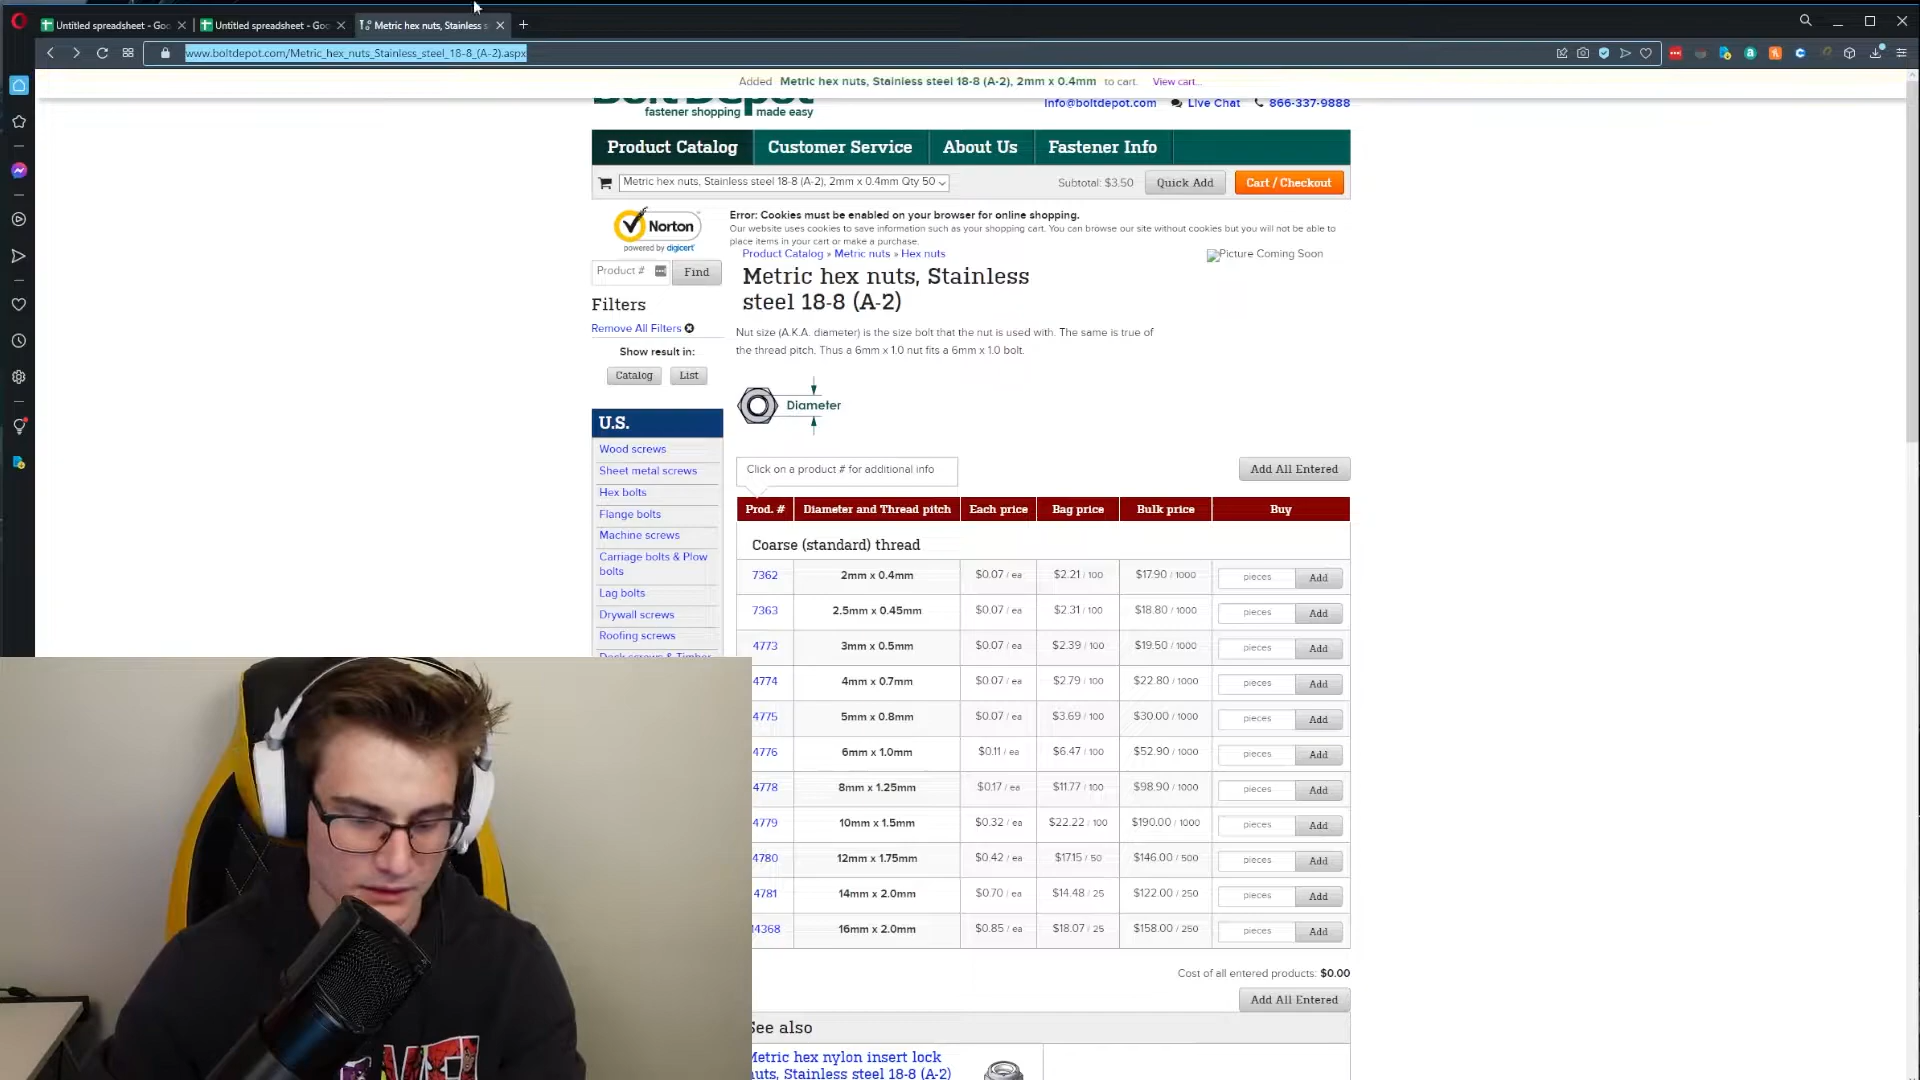 Untitled spreadsheet - Goo
Untitled spreadsheet - Goo
Metric hex nuts, Stainless s
www.boltdepot.com/Metric_hex_nuts_Stainless_steel_18-8_(A-2).aspx
Added Metric hex nuts, Stainless steel 18-8 (A-2), 2mm x 0.4mm to cart. View cart...
Bolt Depot
fastener shopping made easy
Info@boltdepot.com Live Chat 866-337-9888
Product Catalog Customer Service About Us Fastener Info
Metric hex nuts, Stainless steel 18-8 (A-2), 2mm x 0.4mm Qty 50
Subtotal: $3.50 Quick Add Cart / Checkout
Norton
powered by digicert
Error: Cookies must be enabled on your browser for online shopping.
Our website uses cookies to save information such as your shopping cart. You can browse our site without cookies but you will not be able to
place items in your cart or make a purchase.
Product Catalog » Metric nuts » Hex nuts
Picture Coming Soon
Product # Find
Metric hex nuts, Stainless
steel 18-8 (A-2)
Filters
Remove All Filters
Show result in:
Catalog List
Nut size (A.K.A. diameter) is the size bolt that the nut is used with. The same is true of
the thread pitch. Thus a 6mm x 1.0 nut fits a 6mm x 1.0 bolt.
Diameter
U.S.
Wood screws
Sheet metal screws
Hex bolts
Flange bolts
Machine screws
Carriage bolts & Plow
bolts
Lag bolts
Drywall screws
Roofing screws
Deck screws & Timber
Click on a product # for additional info
Add All Entered
Prod. # Diameter and Thread pitch Each price Bag price Bulk price Buy
Coarse (standard) thread
7362 2mm x 0.4mm $0.07 / ea $2.21 / 100 $17.90 / 1000 pieces Add
7363 2.5mm x 0.45mm $0.07 / ea $2.31 / 100 $18.80 / 1000 pieces Add
4773 3mm x 0.5mm $0.07 / ea $2.39 / 100 $19.50 / 1000 pieces Add
4774 4mm x 0.7mm $0.07 / ea $2.79 / 100 $22.80 / 1000 pieces Add
4775 5mm x 0.8mm $0.07 / ea $3.69 / 100 $30.00 / 1000 pieces Add
4776 6mm x 1.0mm $0.11 / ea $6.47 / 100 $52.90 / 1000 pieces Add
4778 8mm x 1.25mm $0.17 / ea $11.77 / 100 $98.90 / 1000 pieces Add
4779 10mm x 1.5mm $0.32 / ea $22.22 / 100 $190.00 / 1000 pieces Add
4780 12mm x 1.75mm $0.42 / ea $17.15 / 50 $146.00 / 500 pieces Add
4781 14mm x 2.0mm $0.70 / ea $14.48 / 25 $122.00 / 250 pieces Add
14368 16mm x 2.0mm $0.85 / ea $18.07 / 25 $158.00 / 250 pieces Add
Cost of all entered products: $0.00
Add All Entered
See also
Metric hex nylon insert lock
nuts, Stainless steel 18-8 (A-2)